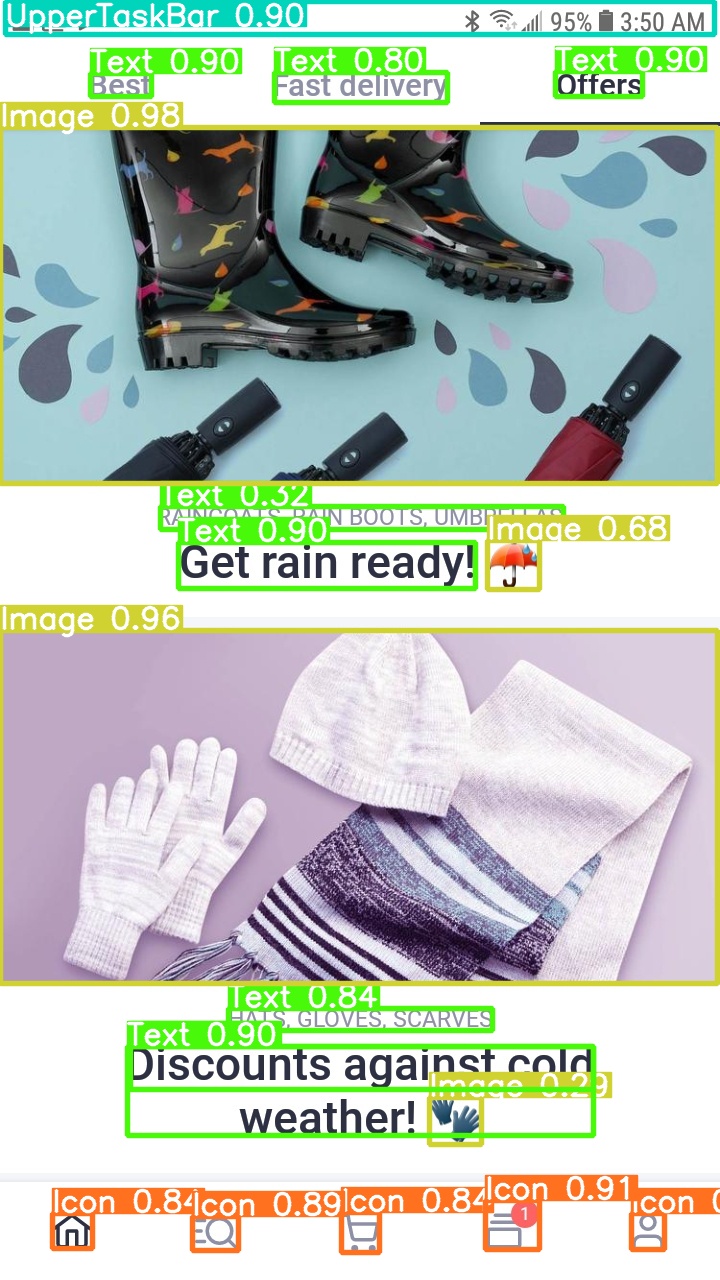 UpperTaskBar 0.90
95% 3:50 AM
Text 0.90 Text 0.80 Text 0.90
Best Fast delivery Offers
Image 0.98
Text 0.32
RAINCOATS, RAIN BOOTS, UMBRELLAS
Text 0.90 Image 0.68
Get rain ready!
Image 0.96
Text 0.84
HATS, GLOVES, SCARVES
Text 0.90
Discounts against cold
Image 0.29
weather!
Icon 0.84 Icon 0.89 Icon 0.84 Icon 0.91 Icon
1